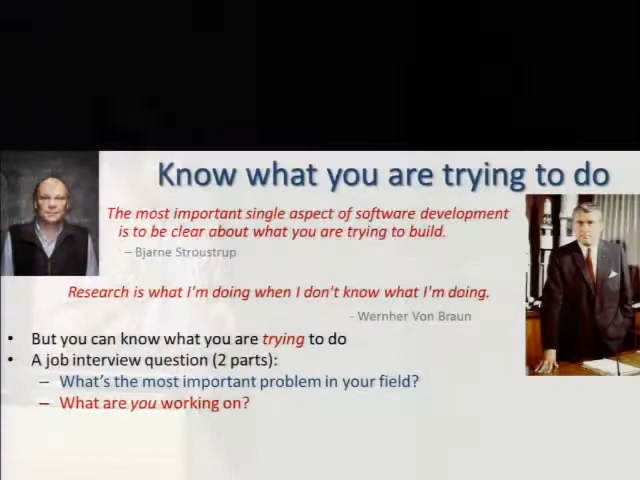 Know what you are trying to do
The most important single aspect of software development
is to be clear about what you are trying to build.
– Bjarne Stroustrup
Research is what I'm doing when I don't know what I'm doing.
- Wernher Von Braun
• But you can know what you are trying to do
• A job interview question (2 parts):
– What's the most important problem in your field?
– What are you working on?